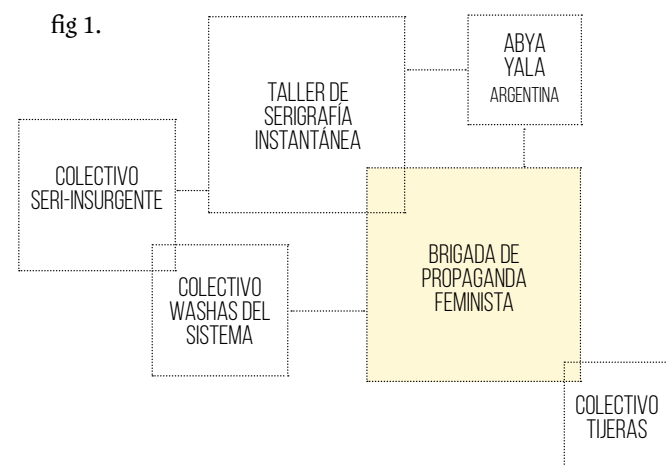 fig 1.
ABYA
YALA
ARGENTINA
TALLER DE
SERIGRAFÍA
INSTANTÁNEA
COLECTIVO
SERI-INSURGENTE
BRIGADA DE
PROPAGANDA
FEMINISTA
COLECTIVO
WASHAS DEL
SISTEMA
COLECTIVO
TIJERAS